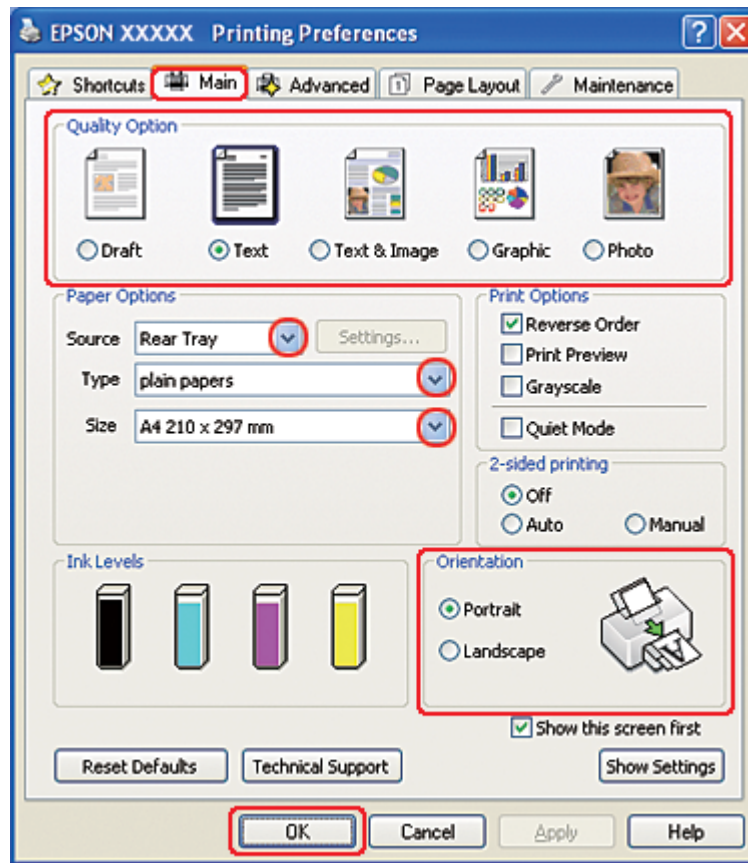 EPSON XXXXX Printing Preferences
Shortcuts Main Advanced Page Layout Maintenance
Quality Option
Draft Text Text & Image Graphic Photo
Paper Options
Source Rear Tray Settings...
Type plain papers
Size A4 210 x 297 mm
Print Options
Reverse Order
Print Preview
Grayscale
Quiet Mode
2-sided printing
Off
Auto Manual
Ink Levels
Orientation
Portrait
Landscape
Show this screen first
Reset Defaults Technical Support Show Settings
OK Cancel Apply Help